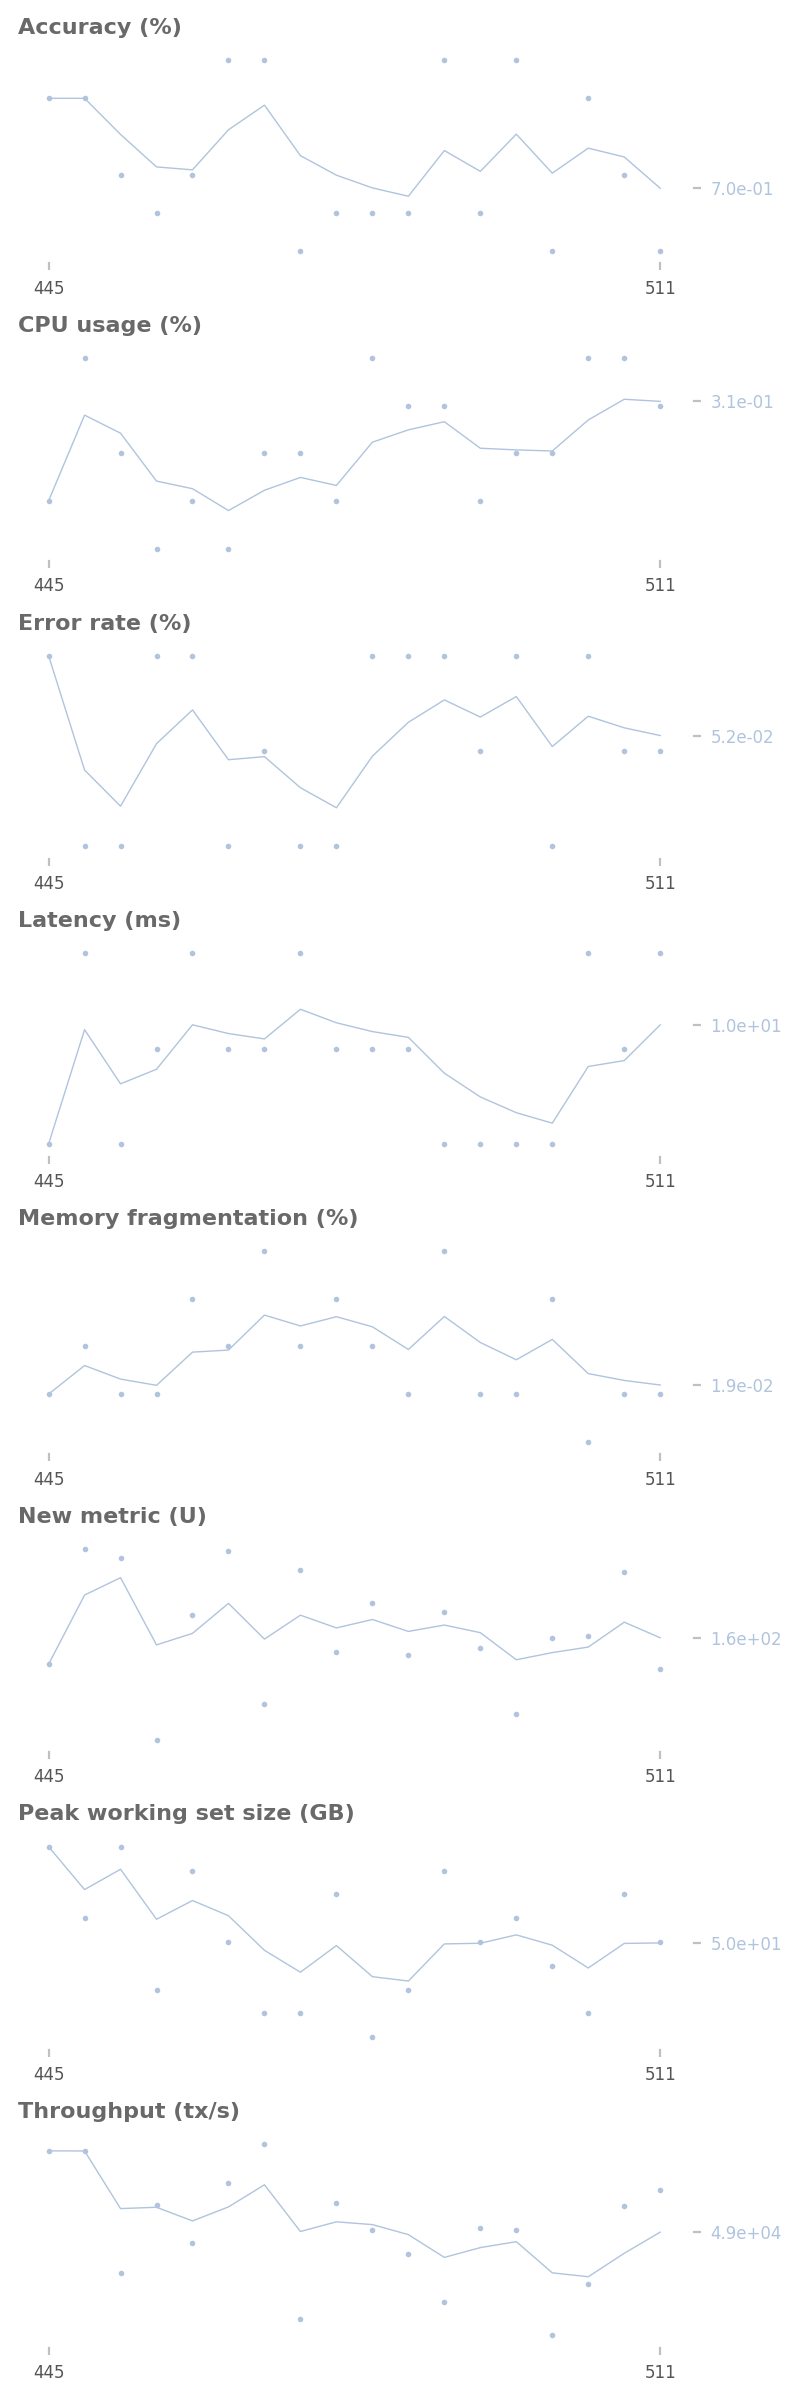 Accuracy (%)
7.0e-01
445 511
CPU usage (%)
3.1e-01
445 511
Error rate (%)
5.2e-02
445 511
Latency (ms)
1.0e+01
445 511
Memory fragmentation (%)
1.9e-02
445 511
New metric (U)
1.6e+02
445 511
Peak working set size (GB)
5.0e+01
445 511
Throughput (tx/s)
4.9e+04
445 511